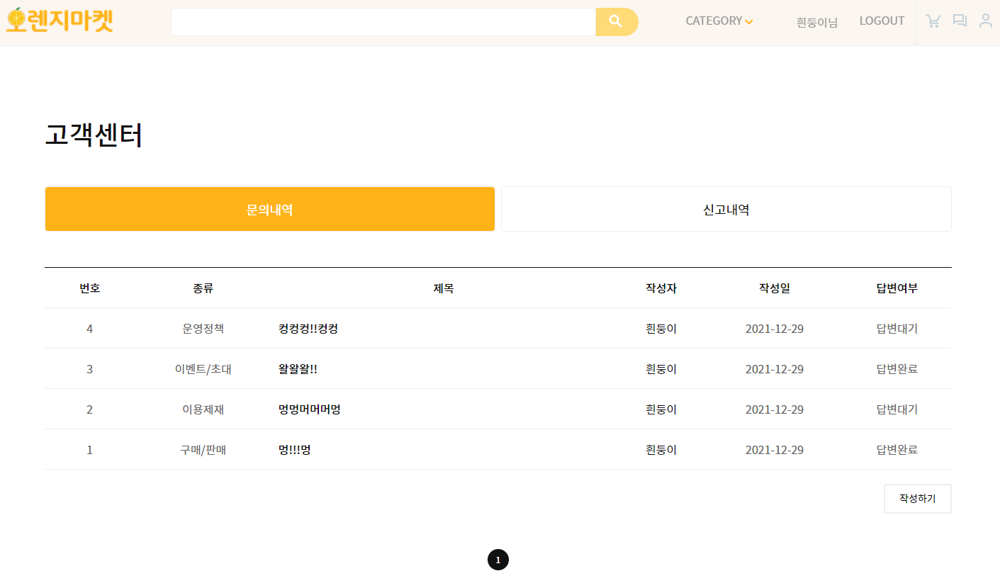 오렌지마켓
CATEGORY 흰둥이님 LOGOUT
고객센터
문의내역 신고내역
번호 종류 제목 작성자 작성일 답변여부
4 운영정책 컹컹컹!!컹컹 흰둥이 2021-12-29 답변대기
3 이벤트/초대 왈왈왈!! 흰둥이 2021-12-29 답변완료
2 이용제재 멍멍머머머멍 흰둥이 2021-12-29 답변대기
1 구매/판매 멍!!!멍 흰둥이 2021-12-29 답변완료
작성하기
1